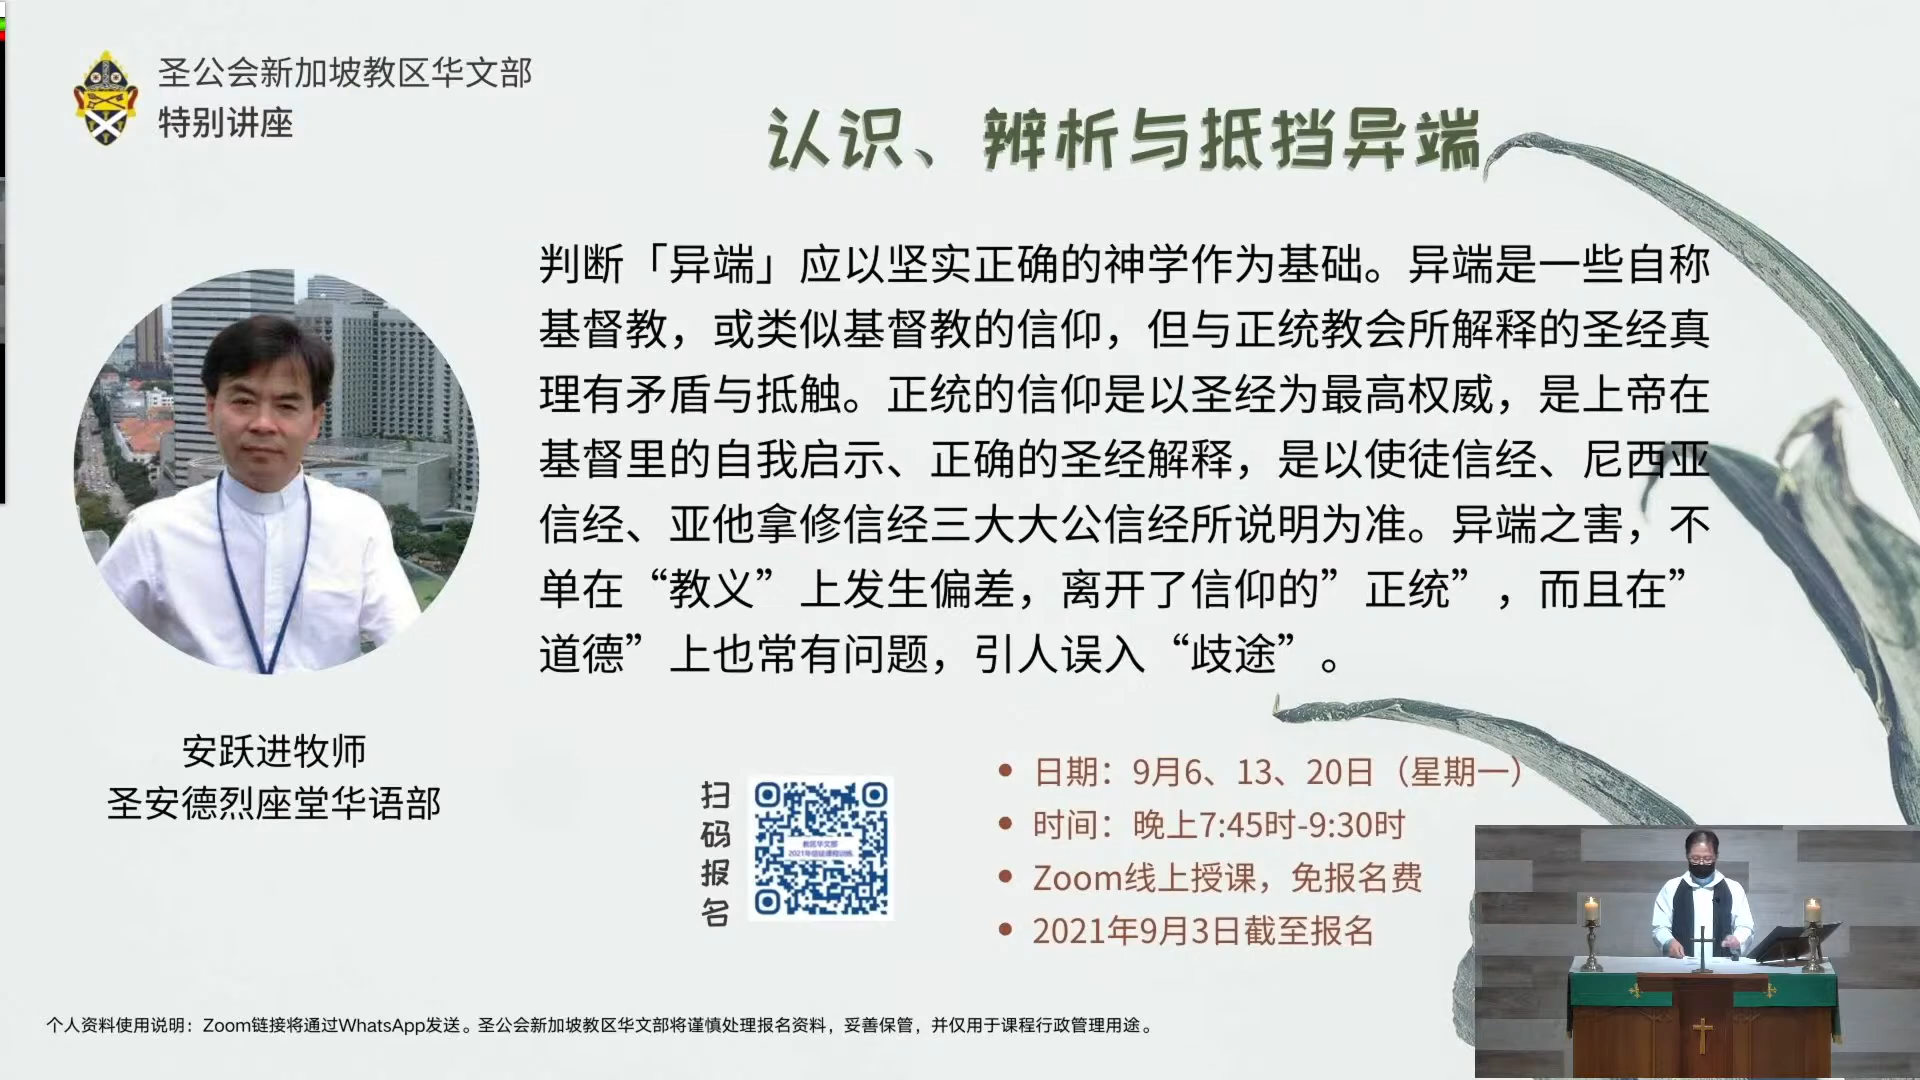 圣公会新加坡教区华文部
特别讲座
认识、辨析与抵挡异端
判断「异端」应以坚实正确的神学作为基础。异端是一些自称
基督教，或类似基督教的信仰，但与正统教会所解释的圣经真
理有矛盾与抵触。正统的信仰是以圣经为最高权威，是上帝在
基督里的自我启示、正确的圣经解释，是以使徒信经、尼西亚
信经、亚他拿修信经三大大公信经所说明为准。异端之害，不
单在“教义”上发生偏差，离开了信仰的”正统”，而且在”
道德”上也常有问题，引人误入“歧途”。
安跃进牧师
圣安德烈座堂华语部
扫码报名
教区华文部
2021年信徒课程训练
• 日期：9月6、13、20日（星期一）
• 时间：晚上7:45时-9:30时
• Zoom线上授课，免报名费
• 2021年9月3日截至报名
个人资料使用说明：Zoom链接将通过WhatsApp发送。圣公会新加坡教区华文部将谨慎处理报名资料，妥善保管，并仅用于课程行政管理用途。